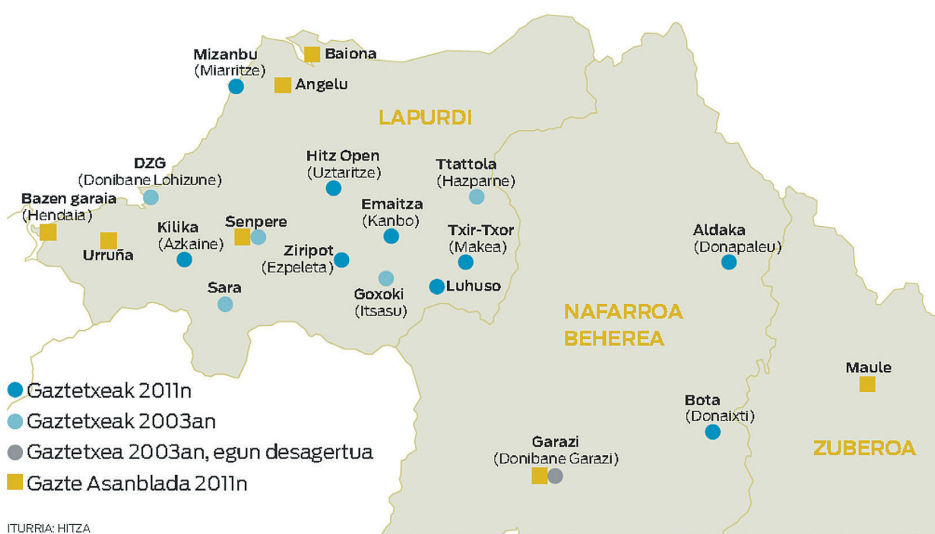 Mizanbu
(Miarritze)
Baiona
Angelu
LAPURDI
DZG
(Donibane Lohizune)
Hitz Open
(Uztaritze)
Ttattola
(Hazparne)
Bazen garaia
(Hendaia)
Urruña
Kilika
(Azkaine)
Senpere
Emaitza
(Kanbo)
Ziripot
(Ezpeleta)
Txir-Txor
(Makea)
Aldaka
(Donapaleu)
Sara
Goxoki
(Itsasu)
Luhuso
NAFARROA
BEHEREA
Maule
Bota
(Donaixti)
Garazi
(Donibane Garazi)
ZUBEROA
Gaztetxeak 2011n
Gaztetxeak 2003an
Gaztetxea 2003an, egun desagertua
Gazte Asanblada 2011n
ITURRIA: HITZA